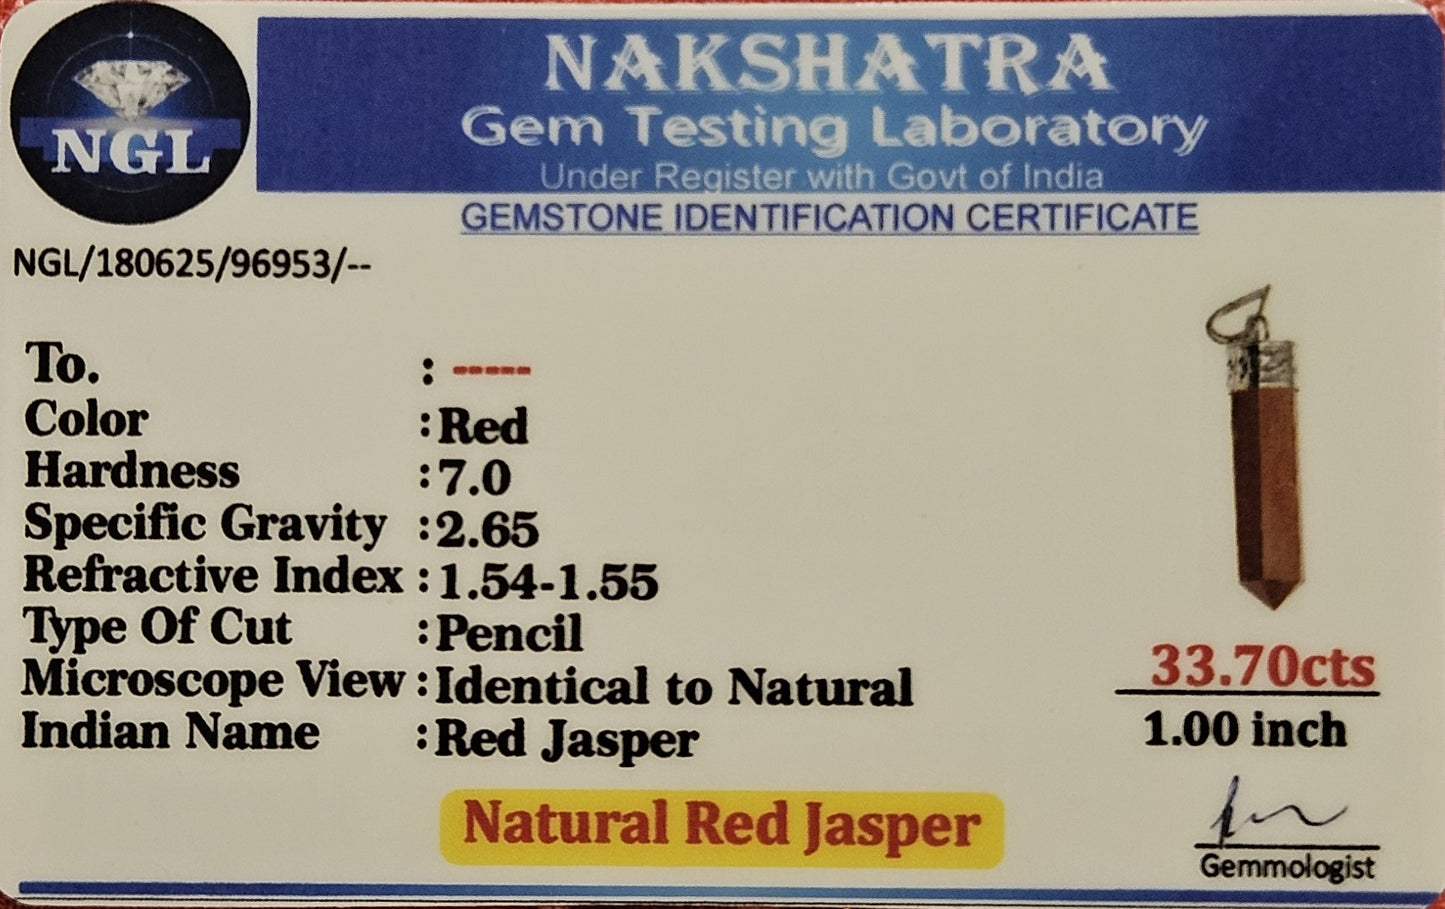 NGL
NAKSHATRA
Gem Testing Laboratory
Under Register with Govt of India
GEMSTONE IDENTIFICATION CERTIFICATE
NGL/180625/96953/--
To. : -----
Color :Red
Hardness :7.0
Specific Gravity :2.65
Refractive Index :1.54-1.55
Type Of Cut :Pencil
Microscope View :Identical to Natural
Indian Name :Red Jasper
33.70cts
1.00 inch
Natural Red Jasper
Gemmologist